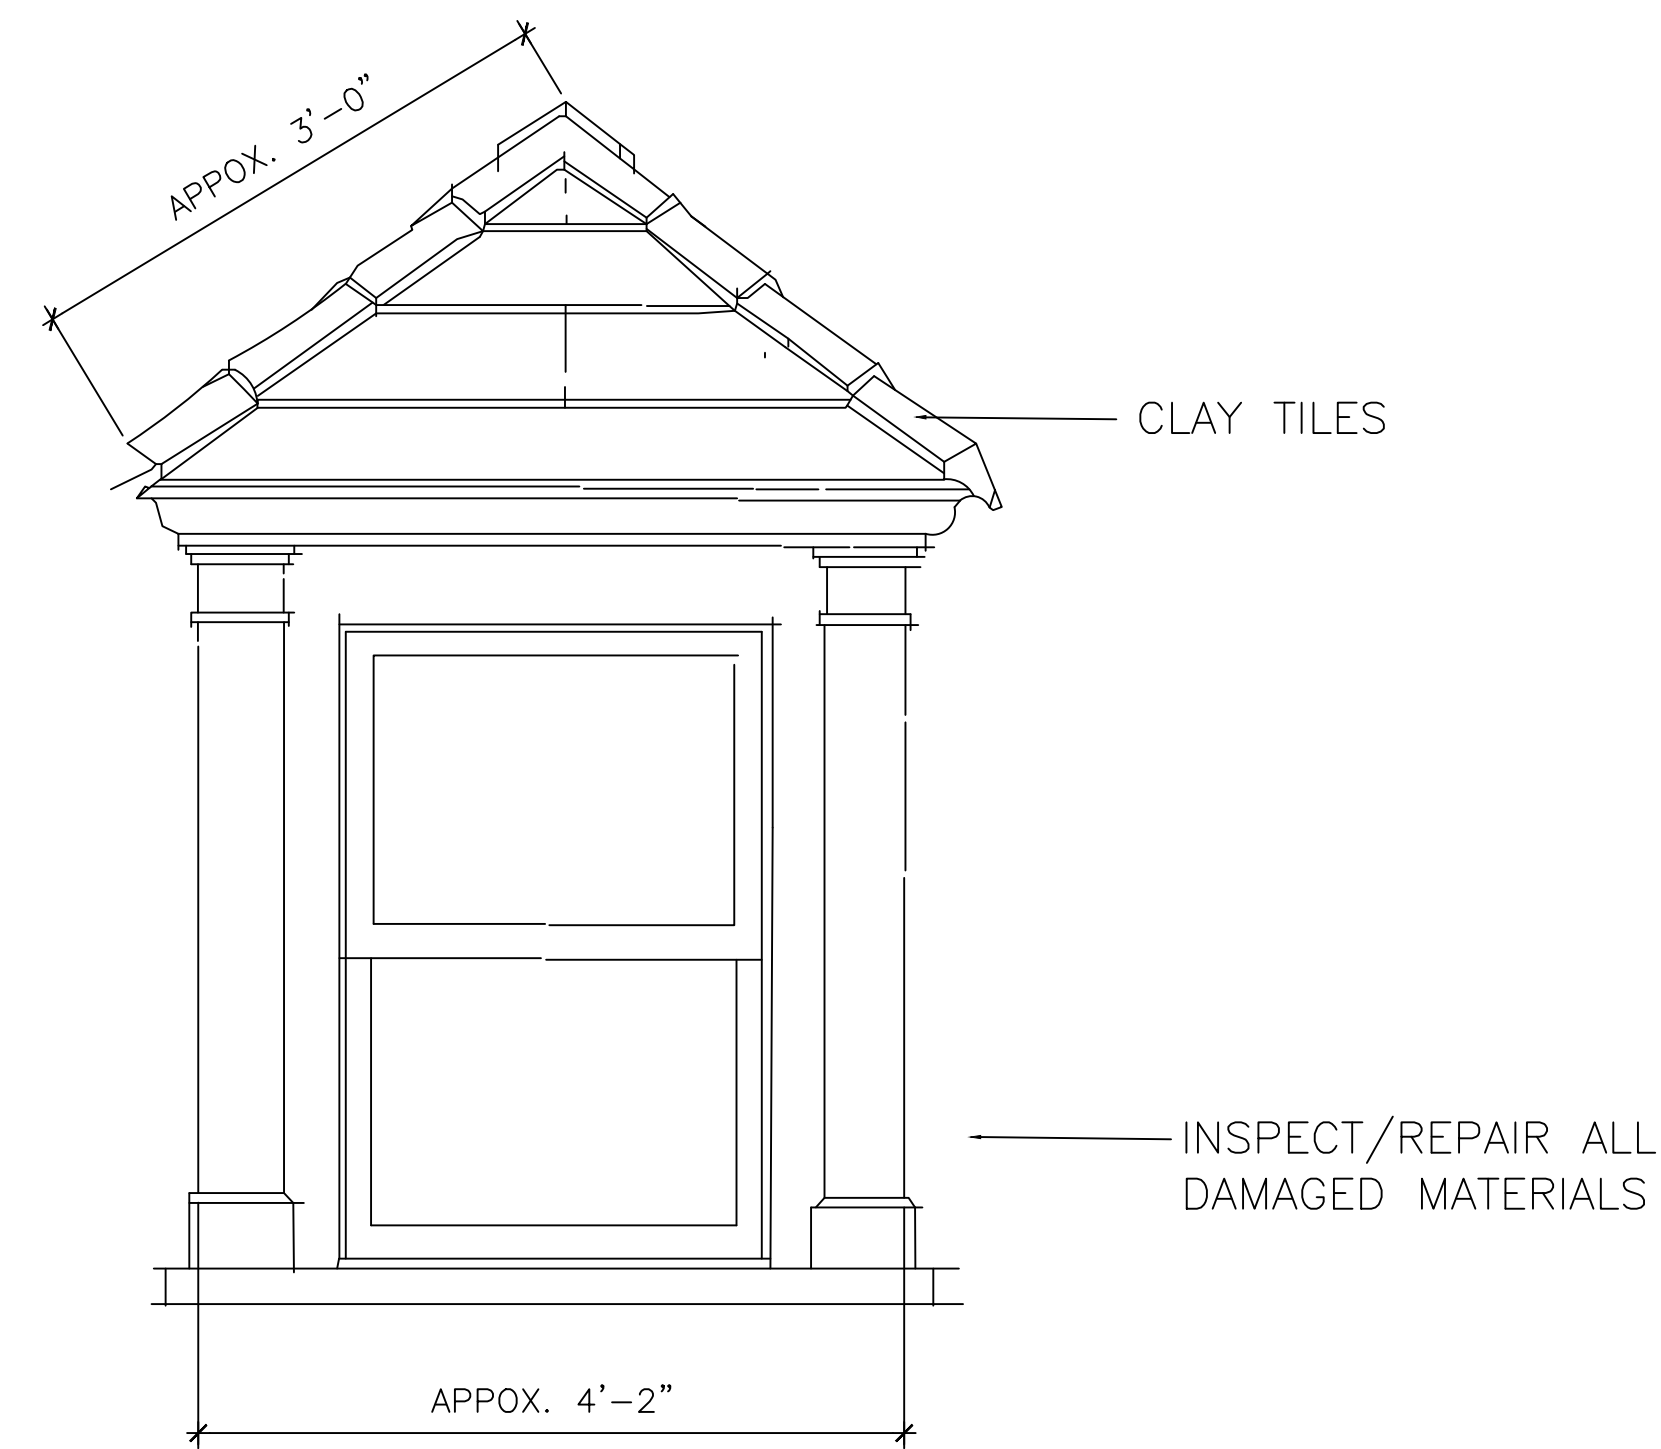 APPOX. 3'-0"
CLAY TILES
INSPECT/REPAIR ALL
DAMAGED MATERIALS
APPOX. 4'-2"